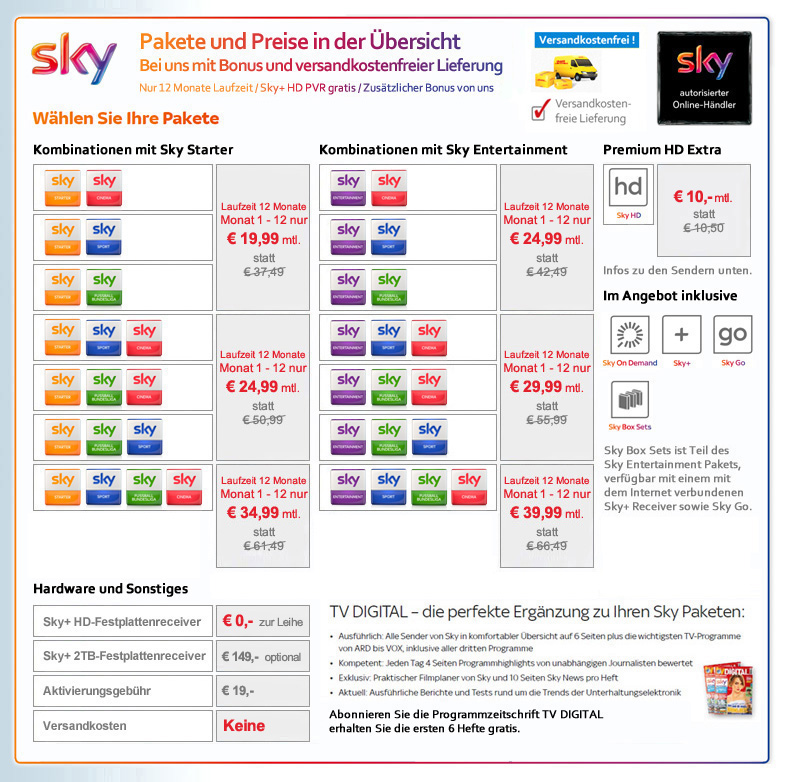 sky
Pakete und Preise in der Übersicht
Bei uns mit Bonus und versandkostenfreier Lieferung
Nur 12 Monate Laufzeit / Sky+ HD PVR gratis / Zusätzlicher Bonus von uns
Versandkostenfrei !
Versandkosten-
freie Lieferung
sky
autorisierter
Online-Händler
Wählen Sie Ihre Pakete
Kombinationen mit Sky Starter
sky STARTER sky CINEMA
sky STARTER sky SPORT
sky STARTER sky FUSSBALL BUNDESLIGA
Laufzeit 12 Monate
Monat 1 - 12 nur
€ 19,99 mtl.
statt
€ 37,49
sky STARTER sky SPORT sky CINEMA
sky STARTER sky FUSSBALL BUNDESLIGA sky CINEMA
sky STARTER sky FUSSBALL BUNDESLIGA sky SPORT
Laufzeit 12 Monate
Monat 1 - 12 nur
€ 24,99 mtl.
statt
€ 50,99
sky STARTER sky SPORT sky FUSSBALL BUNDESLIGA sky CINEMA
Laufzeit 12 Monate
Monat 1 - 12 nur
€ 34,99 mtl.
statt
€ 61,49
Kombinationen mit Sky Entertainment
sky ENTERTAINMENT sky CINEMA
sky ENTERTAINMENT sky SPORT
sky ENTERTAINMENT sky FUSSBALL BUNDESLIGA
Laufzeit 12 Monate
Monat 1 - 12 nur
€ 24,99 mtl.
statt
€ 42,49
sky ENTERTAINMENT sky SPORT sky CINEMA
sky ENTERTAINMENT sky FUSSBALL BUNDESLIGA sky CINEMA
sky ENTERTAINMENT sky FUSSBALL BUNDESLIGA sky SPORT
Laufzeit 12 Monate
Monat 1 - 12 nur
€ 29,99 mtl.
statt
€ 55,99
sky ENTERTAINMENT sky SPORT sky FUSSBALL BUNDESLIGA sky CINEMA
Laufzeit 12 Monate
Monat 1 - 12 nur
€ 39,99 mtl.
statt
€ 66,49
Premium HD Extra
hd
Sky HD
€ 10,- mtl.
statt
€ 10,50
Infos zu den Sendern unten.
Im Angebot inklusive
+ go
Sky On Demand Sky+ Sky Go
Sky Box Sets
Sky Box Sets ist Teil des
Sky Entertainment Pakets,
verfügbar mit einem mit
dem Internet verbundenen
Sky+ Receiver sowie Sky Go.
Hardware und Sonstiges
Sky+ HD-Festplattenreceiver € 0,- zur Leihe
Sky+ 2TB-Festplattenreceiver € 149,- optional
Aktivierungsgebühr € 19,-
Versandkosten Keine
TV DIGITAL – die perfekte Ergänzung zu Ihren Sky Paketen:
• Ausführlich: Alle Sender von Sky in komfortabler Übersicht auf 6 Seiten plus die wichtigsten TV-Programme
von ARD bis VOX, inklusive aller dritten Programme
• Kompetent: Jeden Tag 4 Seiten Programmhighlights von unabhängigen Journalisten bewertet
• Exklusiv: Praktischer Filmplaner von Sky und 10 Seiten Sky News pro Heft
• Aktuell: Ausführliche Berichte und Tests rund um die Trends der Unterhaltungselektronik
DIGITAL
Abonnieren Sie die Programmzeitschrift TV DIGITAL
erhalten Sie die ersten 6 Hefte gratis.